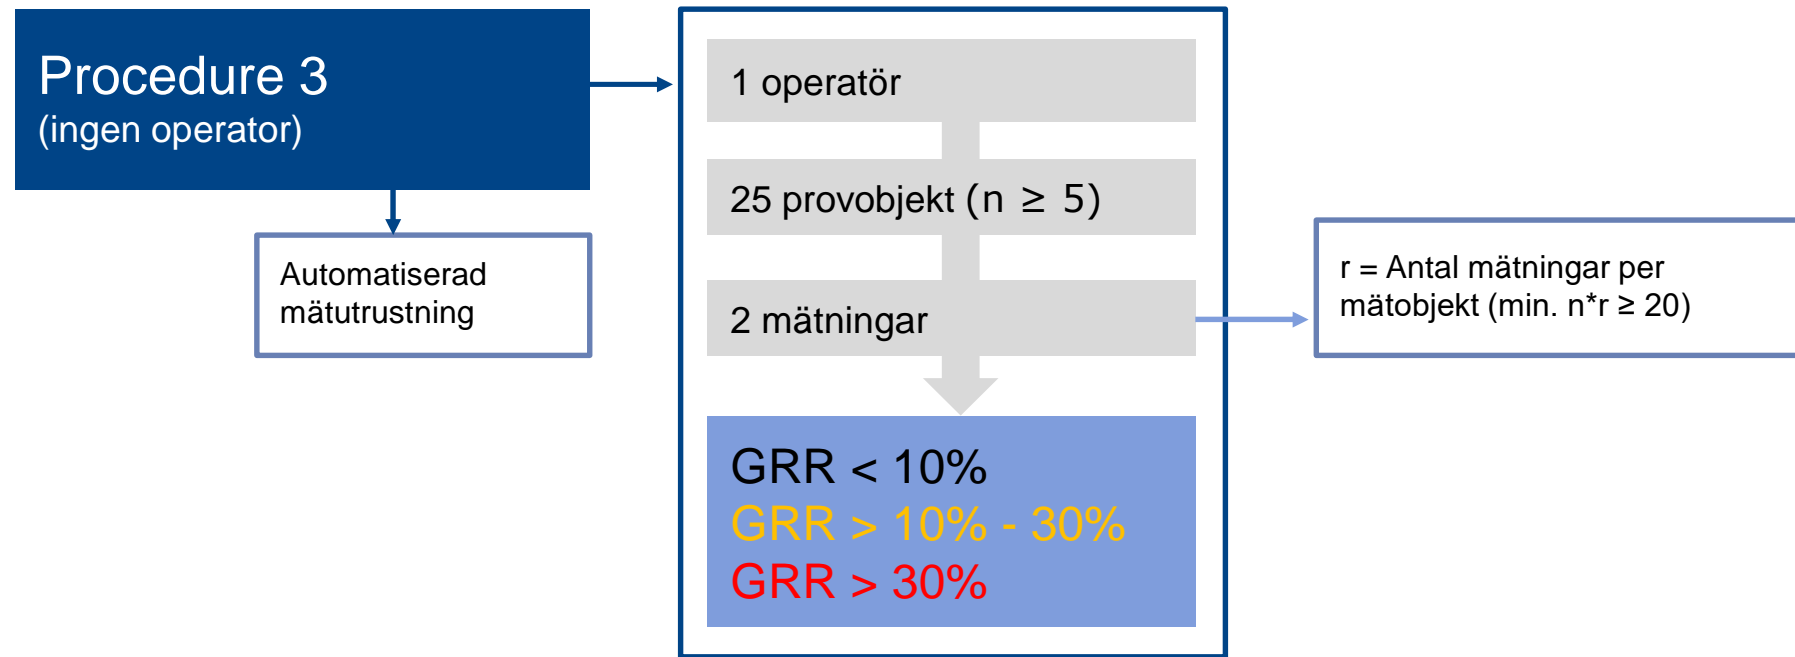 Procedure 3
(ingen operator)
Automatiserad
mätutrustning
1 operatör
25 provobjekt (n ≥ 5)
2 mätningar
r = Antal mätningar per
mätobjekt (min. n*r ≥ 20)
GRR < 10%
GRR > 10% - 30%
GRR > 30%